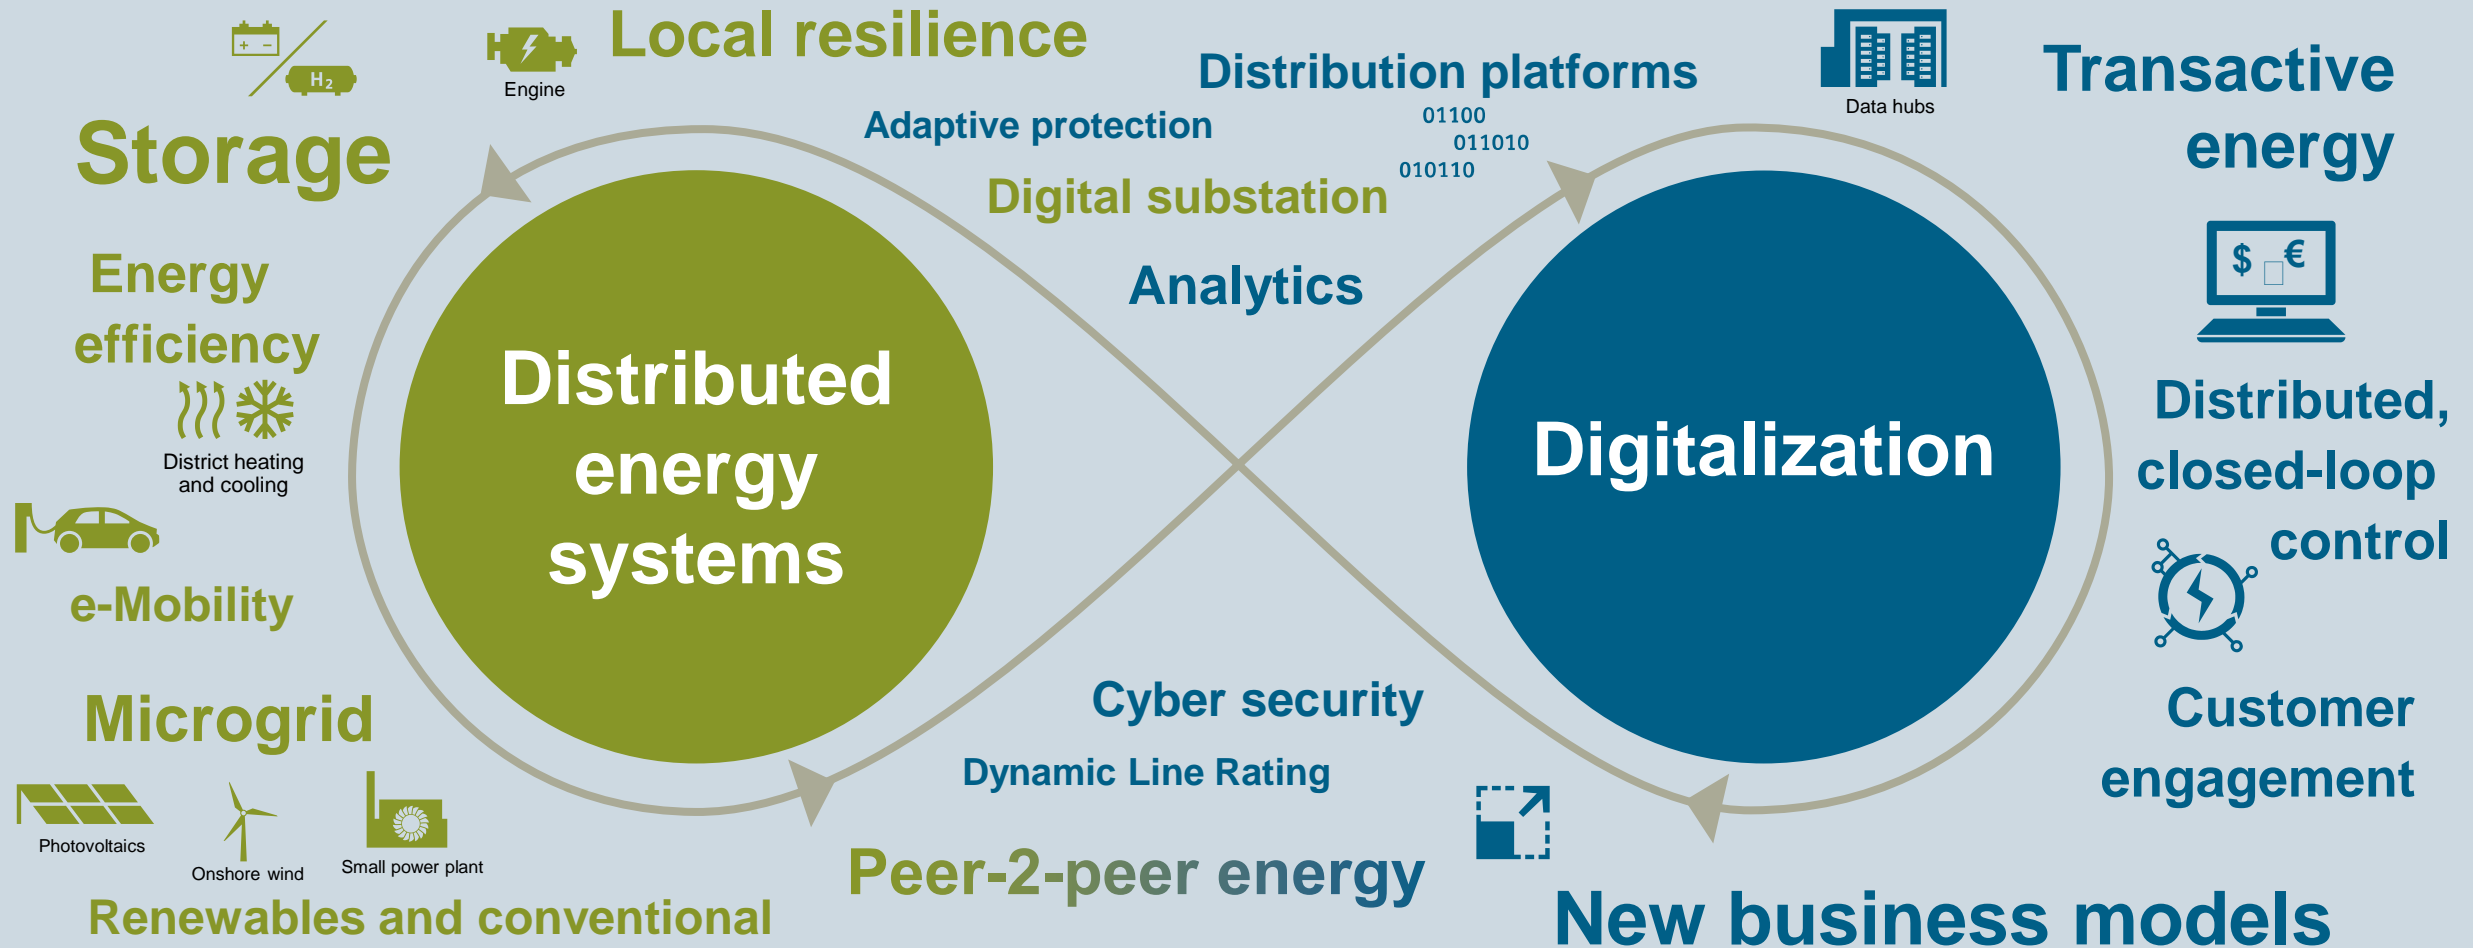 Local resilience
Engine
+ -
H2
Storage
Distribution platforms
Adaptive protection
01100
011010
010110
Digital substation
Analytics
Data hubs
Transactive
energy
$ □ €
Energy
efficiency
District heating
and cooling
e-Mobility
Distributed
energy
systems
Digitalization
Distributed,
closed-loop
control
Microgrid
Photovoltaics
Onshore wind
Small power plant
Renewables and conventional
Cyber security
Dynamic Line Rating
Peer-2-peer energy
Customer
engagement
New business models